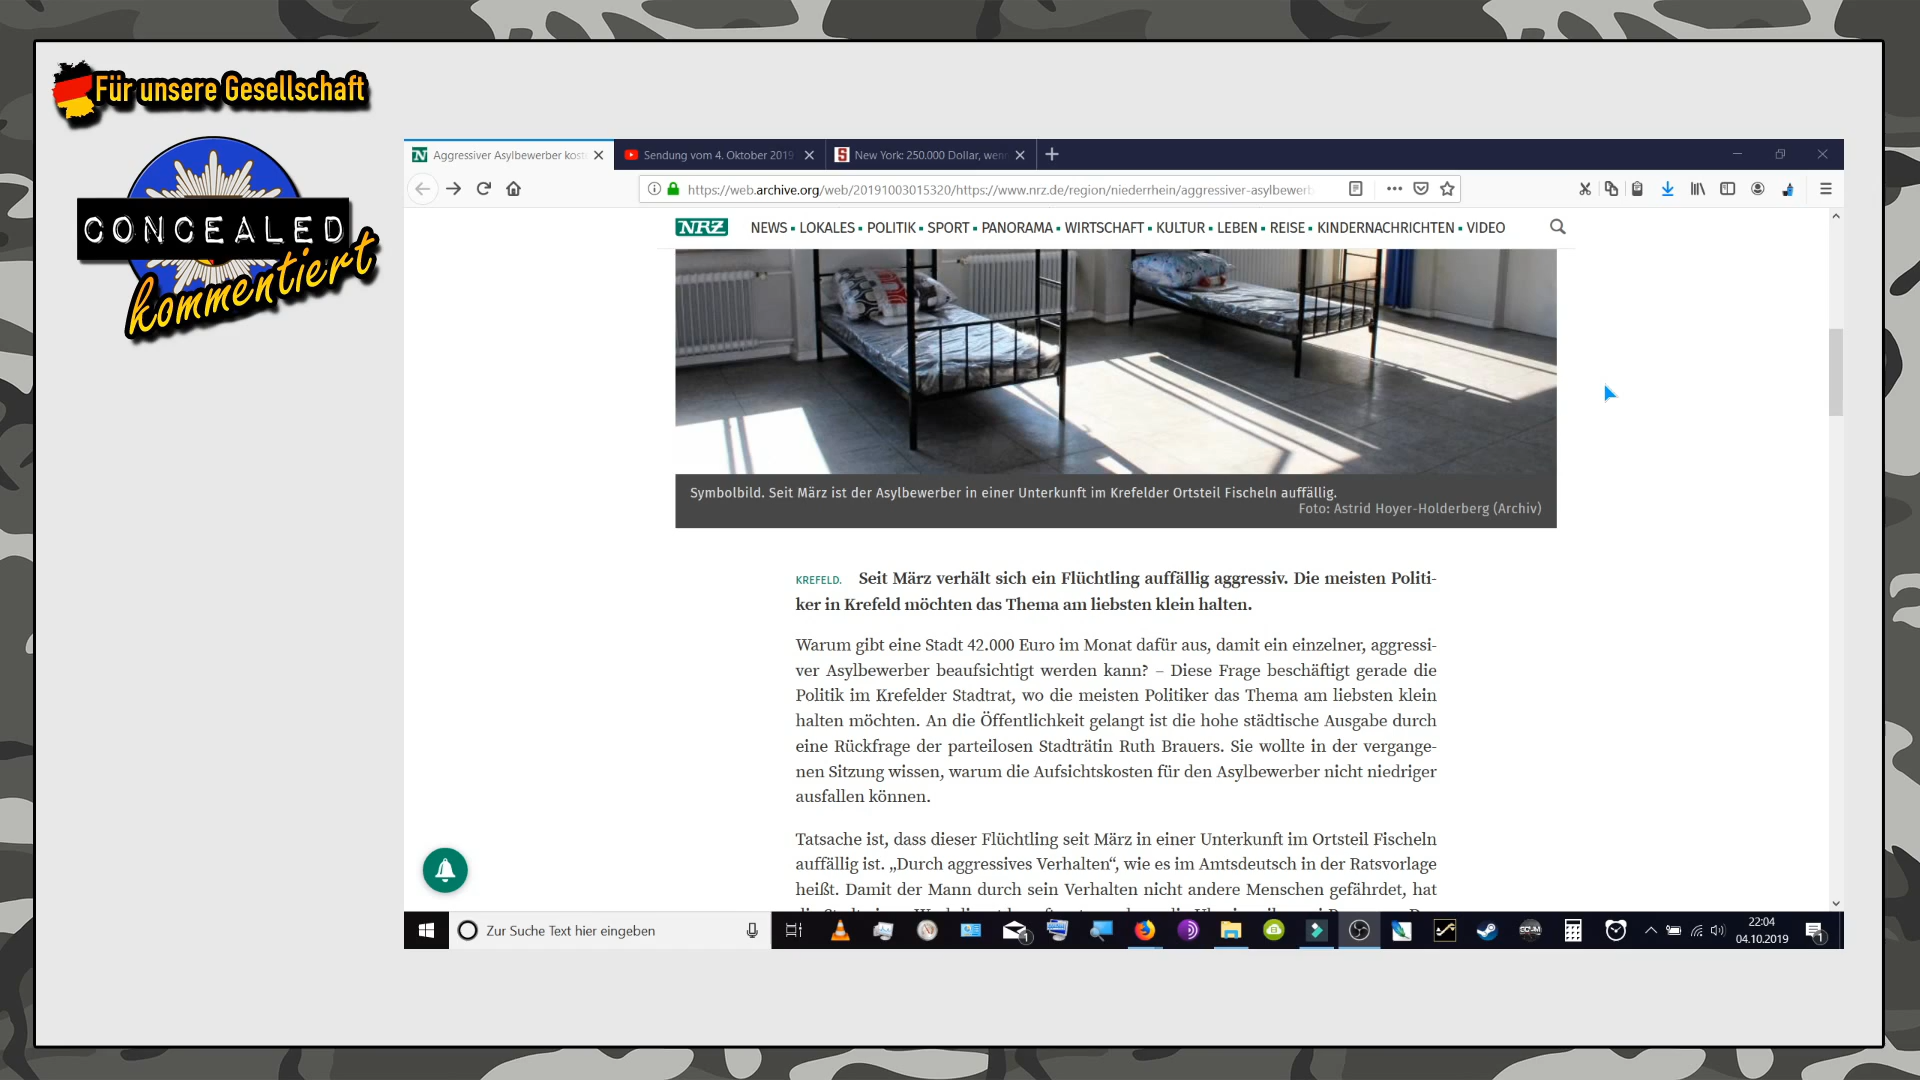 Für unsere Gesellschaft
CONCEALED
kommentiert
Aggressiver Asylbewerber kost
Sendung vom 4. Oktober 2019
New York: 250.000 Dollar, wenn
https://web.archive.org/web/20191003015320/https://www.nrz.de/region/niederrhein/aggressiver-asylbewerb
NRZ
NEWS • LOKALES • POLITIK • SPORT • PANORAMA • WIRTSCHAFT • KULTUR • LEBEN • REISE • KINDERNACHRICHTEN • VIDEO
Symbolbild. Seit März ist der Asylbewerber in einer Unterkunft im Krefelder Ortsteil Fischeln auffällig.
Foto: Astrid Hoyer-Holderberg (Archiv)
KREFELD. Seit März verhält sich ein Flüchtling auffällig aggressiv. Die meisten Politi-
ker in Krefeld möchten das Thema am liebsten klein halten.
Warum gibt eine Stadt 42.000 Euro im Monat dafür aus, damit ein einzelner, aggressi-
ver Asylbewerber beaufsichtigt werden kann? – Diese Frage beschäftigt gerade die
Politik im Krefelder Stadtrat, wo die meisten Politiker das Thema am liebsten klein
halten möchten. An die Öffentlichkeit gelangt ist die hohe städtische Ausgabe durch
eine Rückfrage der parteilosen Stadträtin Ruth Brauers. Sie wollte in der vergange-
nen Sitzung wissen, warum die Aufsichtskosten für den Asylbewerber nicht niedriger
ausfallen können.
Tatsache ist, dass dieser Flüchtling seit März in einer Unterkunft im Ortsteil Fischeln
auffällig ist. „Durch aggressives Verhalten“, wie es im Amtsdeutsch in der Ratsvorlage
heißt. Damit der Mann durch sein Verhalten nicht andere Menschen gefährdet, hat
Zur Suche Text hier eingeben
1
22:04
04.10.2019
1